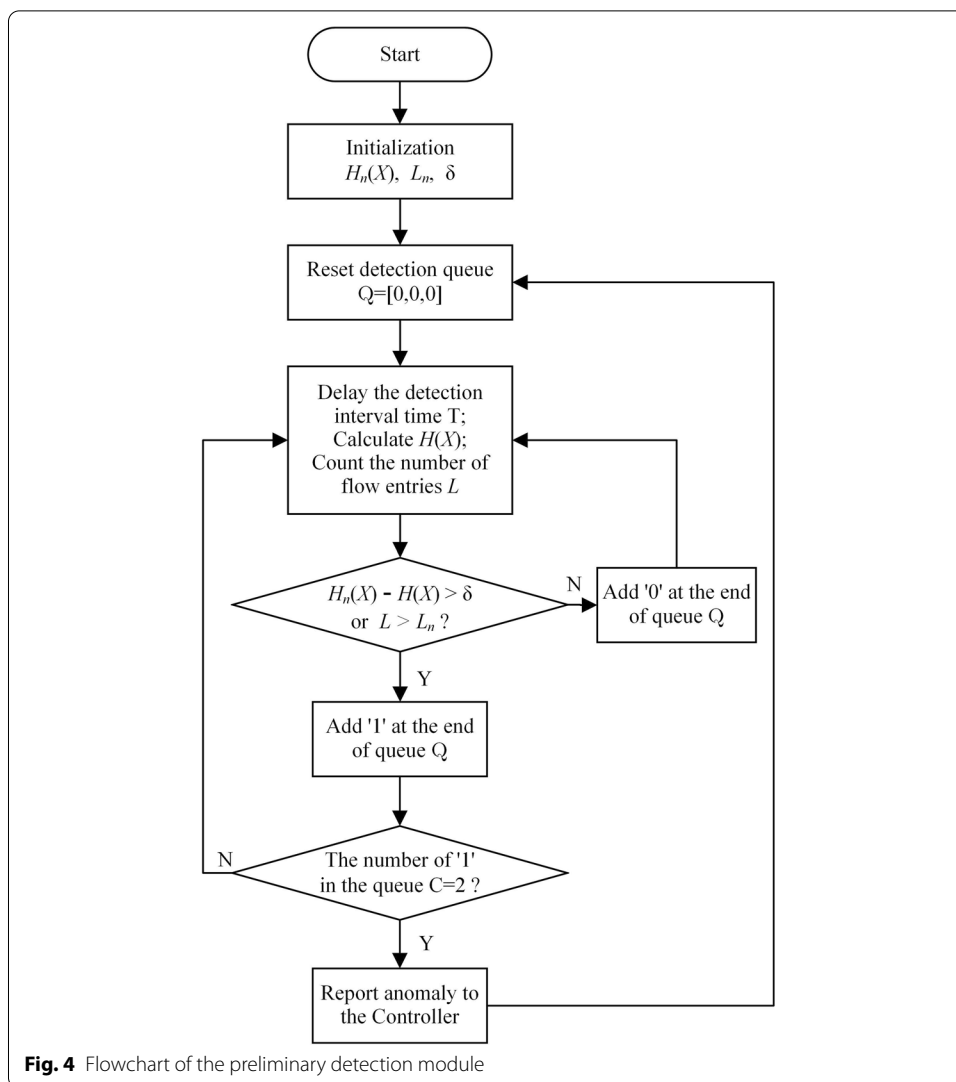 Start
Initialization
Hₙ(X), Lₙ, δ
Reset detection queue
Q=[0,0,0]
Delay the detection
interval time T;
Calculate H(X);
Count the number of
flow entries L
Hₙ(X) - H(X) > δ
or L > Lₙ ?
N
Add '0' at the end
of queue Q
Y
Add '1' at the end
of queue Q
The number of '1'
in the queue C=2 ?
N
Y
Report anomaly to
the Controller
Fig. 4 Flowchart of the preliminary detection module